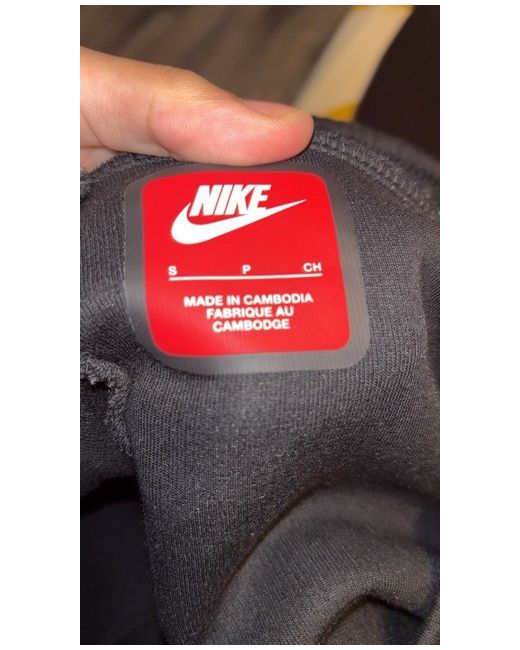 NIKE
S P CH
MADE IN CAMBODIA
FABRIQUE AU
CAMBODGE